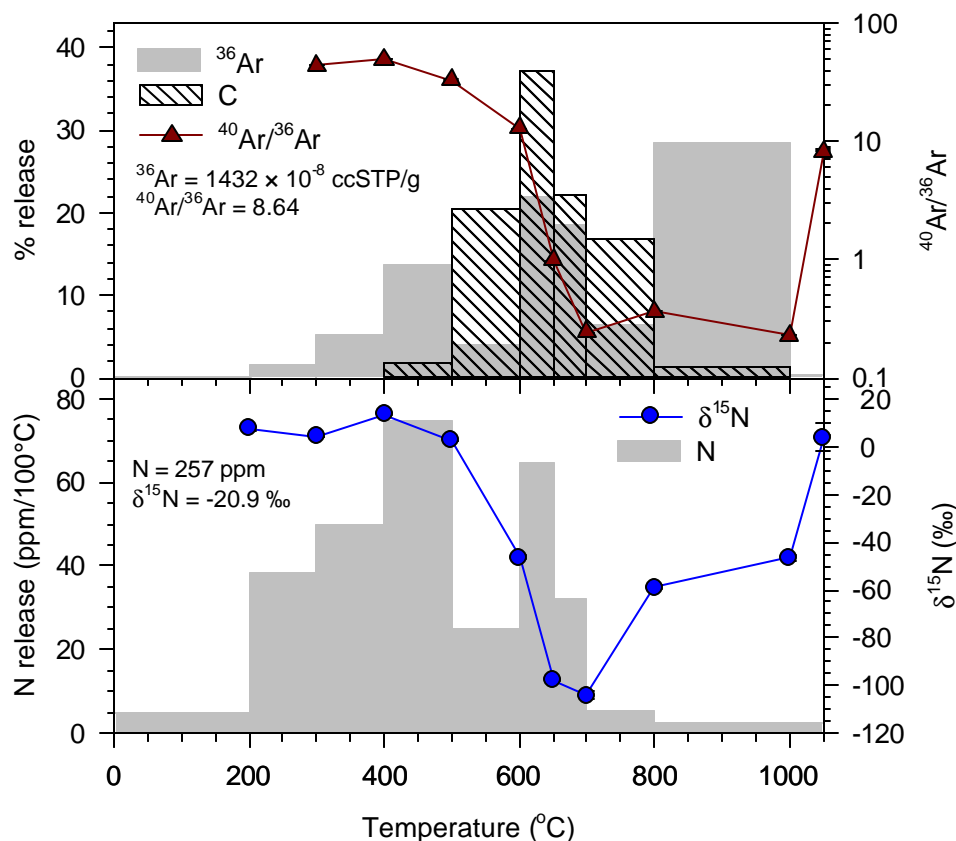 40
30
20
10
0
% release
³⁶Ar
C
⁴⁰Ar/³⁶Ar
³⁶Ar = 1432 × 10⁻⁸ ccSTP/g
⁴⁰Ar/³⁶Ar = 8.64
100
10
1
0.1
⁴⁰Ar/³⁶Ar
80
60
40
20
0
N release (ppm/100°C)
N = 257 ppm
δ¹⁵N = -20.9 ‰
δ¹⁵N
N
20
0
-20
-40
-60
-80
-100
-120
δ¹⁵N (‰)
0 200 400 600 800 1000
Temperature (°C)